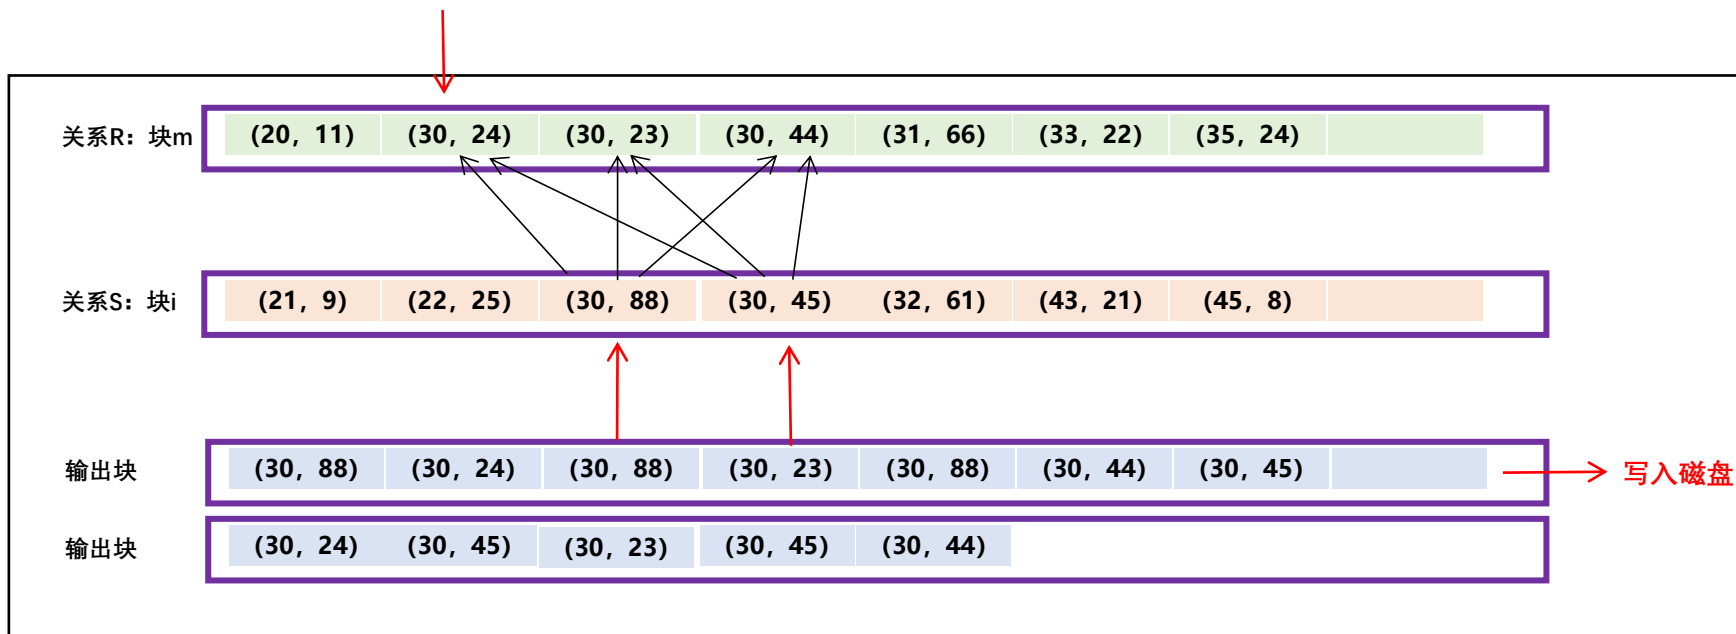 关系R：块m (20，11) (30，24) (30，23) (30，44) (31，66) (33，22) (35，24)
关系S：块i (21，9) (22，25) (30，88) (30，45) (32，61) (43，21) (45，8)
输出块 (30，88) (30，24) (30，88) (30，23) (30，88) (30，44) (30，45) 写入磁盘
输出块 (30，24) (30，45) (30，23) (30，45) (30，44)